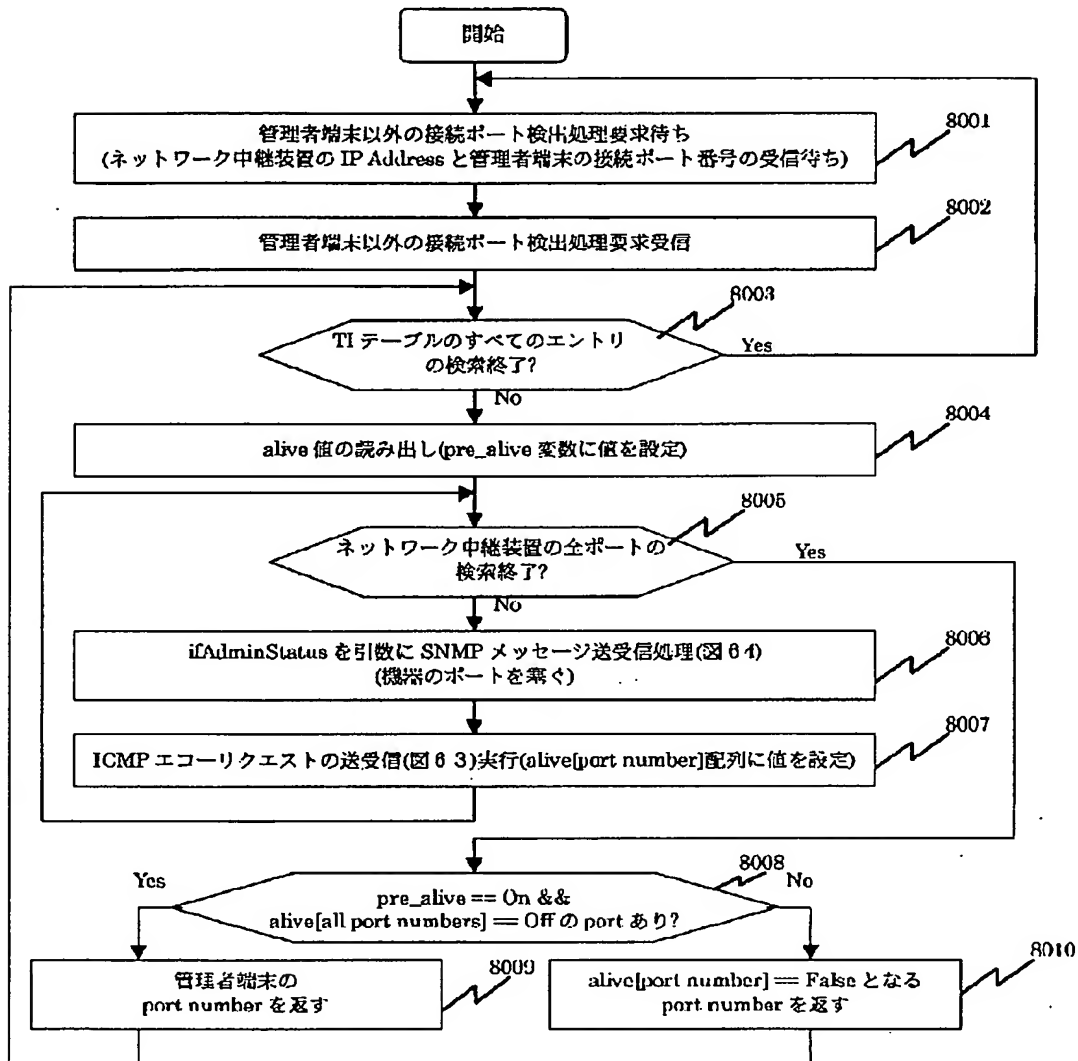 開始
管理者端末以外の接続ポート検出処理要求待ち
(ネットワーク中継装置の IP Address と管理者端末の接続ポート番号の受信待ち)
8001
管理者端末以外の接続ポート検出処理要求受信
8002
TI テーブルのすべてのエントリ
の検索終了?
8003
Yes
No
alive 値の読み出し(pre_alive 変数に値を設定)
8004
ネットワーク中継装置の全ポートの
検索終了?
8005
Yes
No
ifAdminStatus を引数に SNMP メッセージ送受信処理(図 6 4)
(機器のポートを塞ぐ)
8006
ICMP エコーリクエストの送受信(図 6 3)実行(alive[port number]配列に値を設定)
8007
pre_alive == On &&
alive[all port numbers] == Off の port あり?
8008
Yes
No
管理者端末の
port number を返す
8009
alive[port number] == False となる
port number を返す
8010